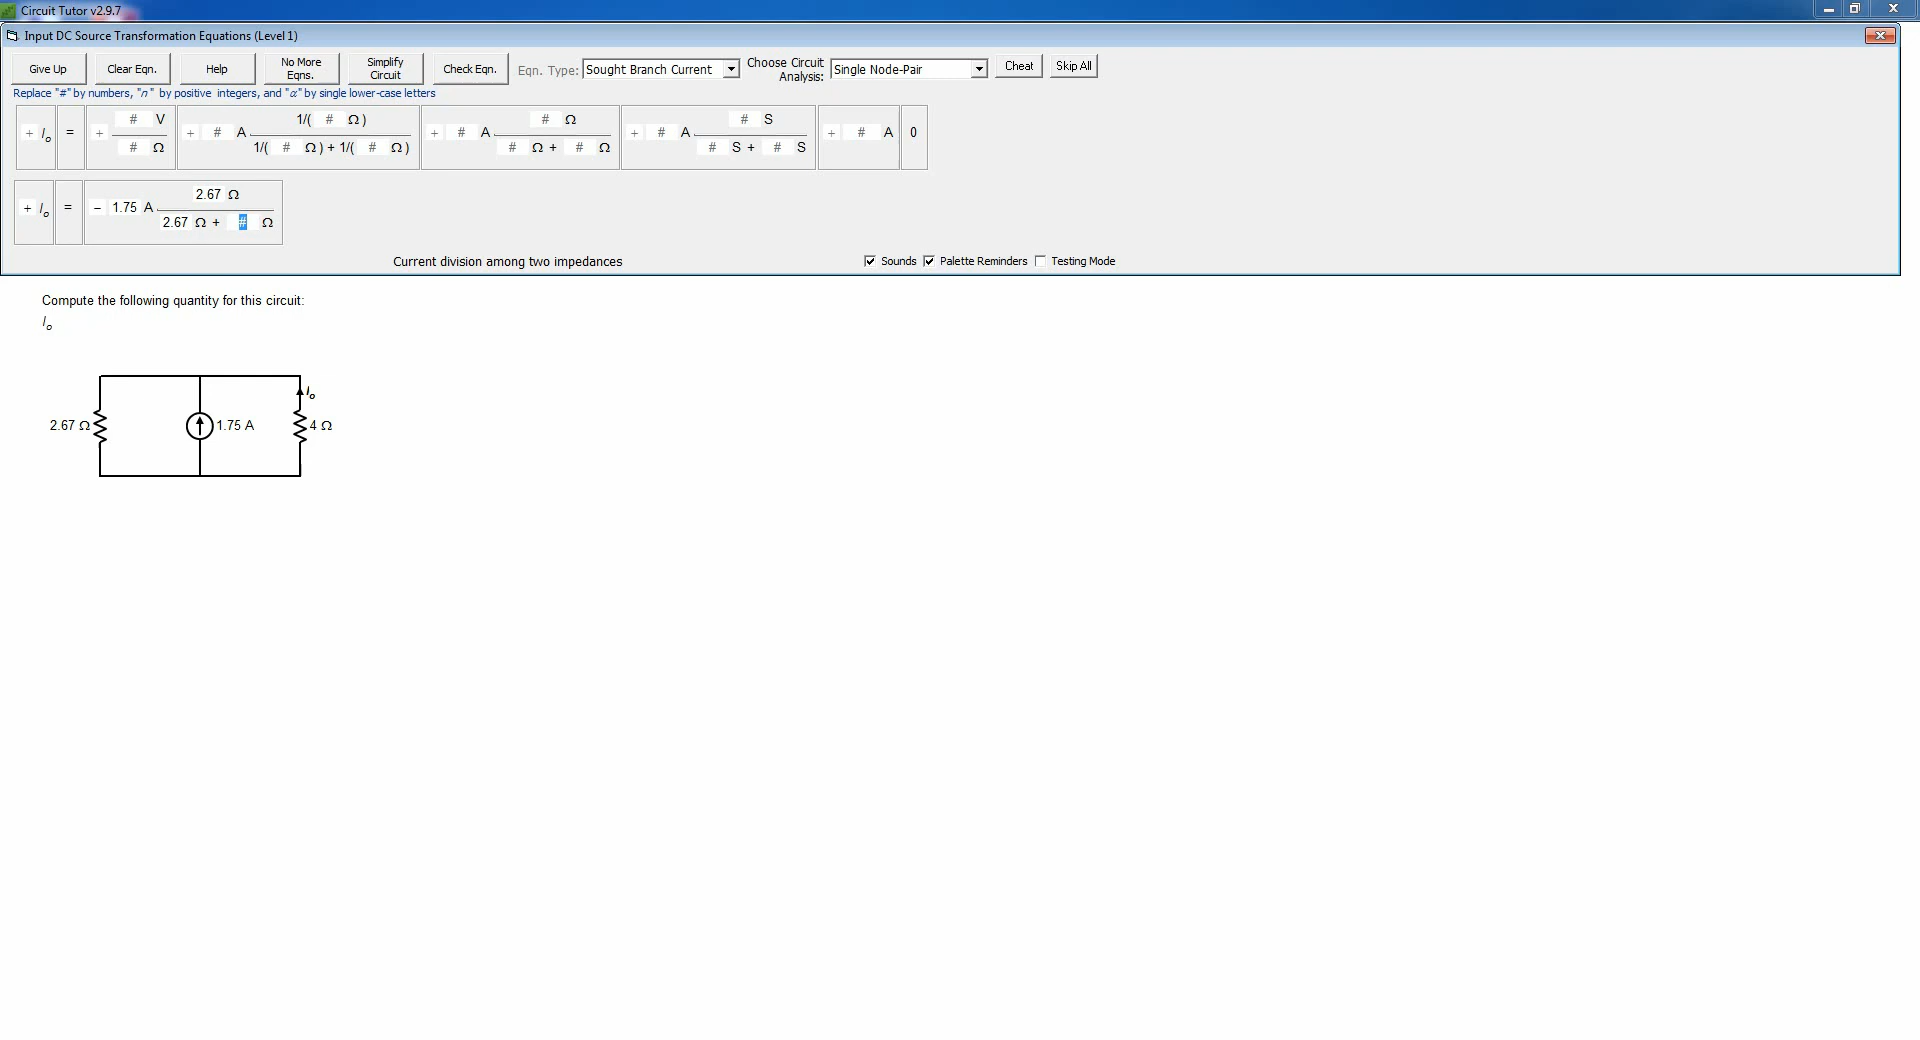 Circuit Tutor v2.9.7
Input DC Source Transformation Equations (Level 1)
Give Up Clear Eqn. Help No More Eqns. Simplify Circuit Check Eqn. Eqn. Type: Sought Branch Current Choose Circuit Analysis: Single Node-Pair Cheat Skip All
Replace "#" by numbers, "n" by positive integers, and "α" by single lower-case letters
# V 1/( # Ω ) # Ω # S
+ Io = + + # A + # A + # A + # A 0
# Ω 1/( # Ω ) + 1/( # Ω ) # Ω + # Ω # S + # S
2.67 Ω
+ Io = − 1.75 A
2.67 Ω + # Ω
Current division among two impedances Sounds Palette Reminders Testing Mode
Compute the following quantity for this circuit:
Io
Io
2.67 Ω 1.75 A 4 Ω